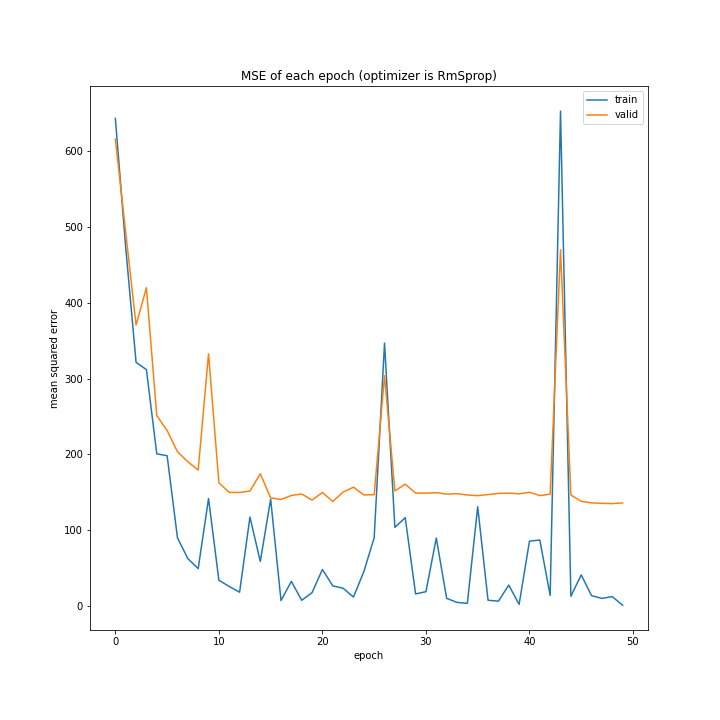 MSE of each epoch (optimizer is RmSprop)
train
valid
600
500
400
300
200
100
0
mean squared error
0
10
20
30
40
50
epoch